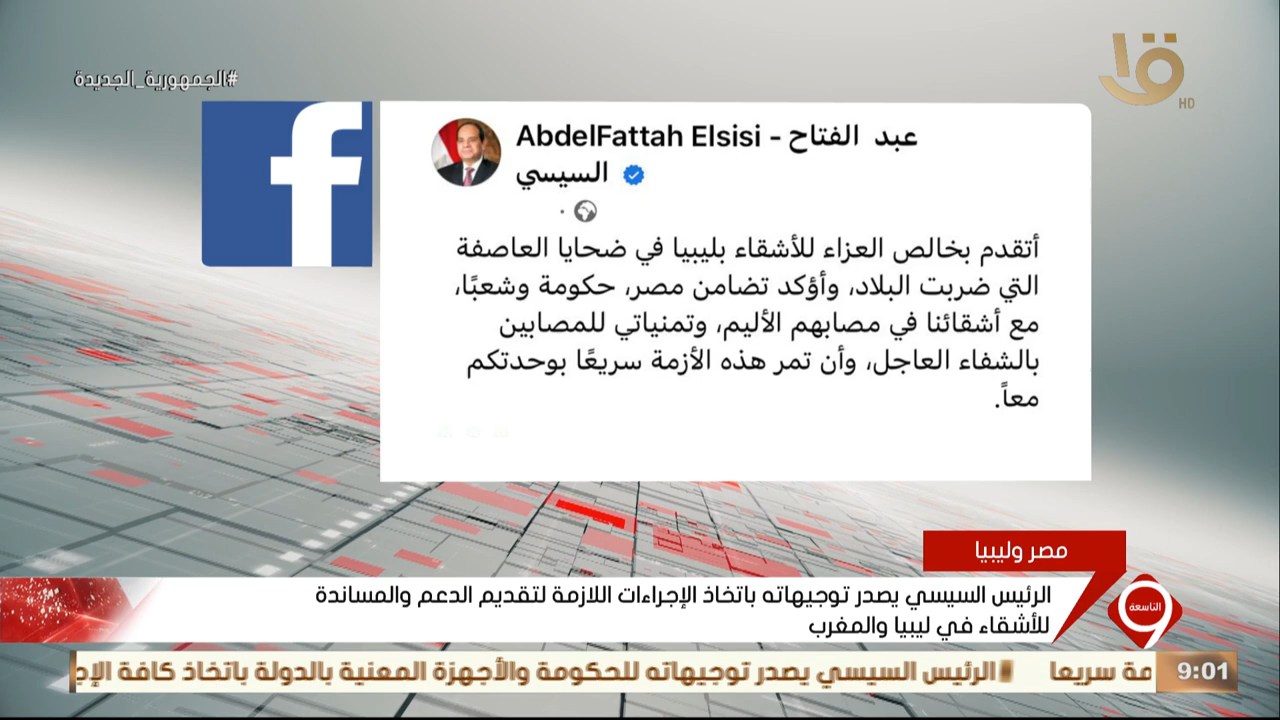 #الجمهورية_الجديدة
HD
AbdelFattah Elsisi - عبد الفتاح
السيسي
أتقدم بخالص العزاء للأشقاء بليبيا في ضحايا العاصفة
التي ضربت البلاد، وأؤكد تضامن مصر، حكومة وشعبًا،
مع أشقائنا في مصابهم الأليم، وتمنياتي للمصابين
بالشفاء العاجل، وأن تمر هذه الأزمة سريعًا بوحدتكم
معاً.
مصر وليبيا
الرئيس السيسي يصدر توجيهاته باتخاذ الإجراءات اللازمة لتقديم الدعم والمساندة
للأشقاء في ليبيا والمغرب
التاسعة
9
9:01 مة سريعا الرئيس السيسي يصدر توجيهاته للحكومة والأجهزة المعنية بالدولة باتخاذ كافة